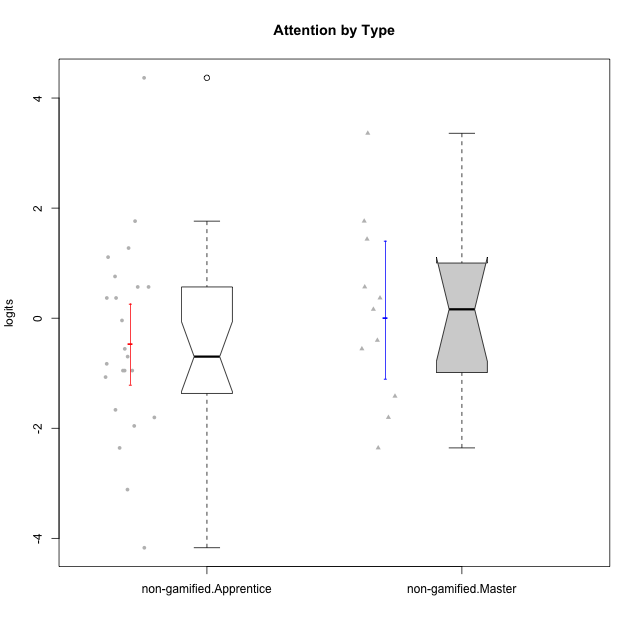 Attention by Type
logits
4
2
0
-2
-4
non-gamified.Apprentice
non-gamified.Master